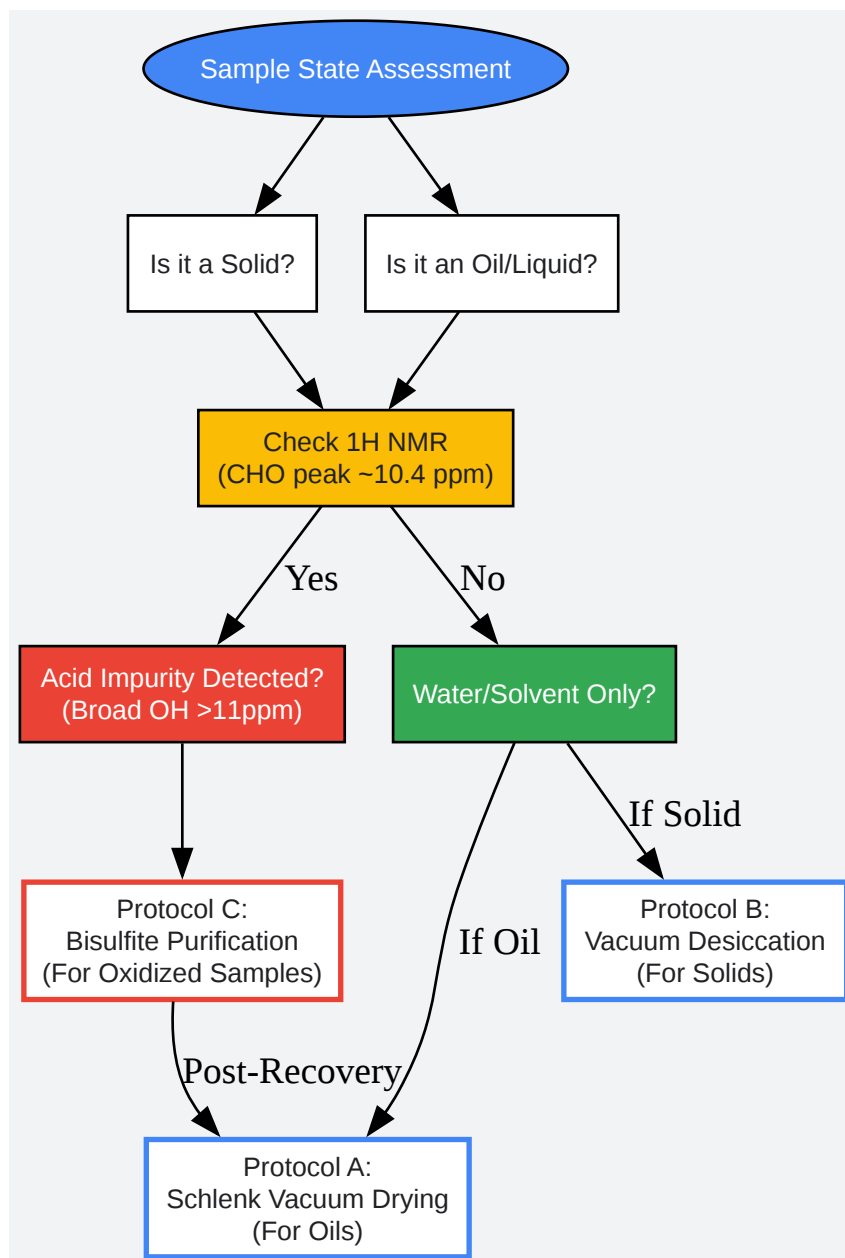 Sample State Assessment
Is it a Solid?
Is it an Oil/Liquid?
Check 1H NMR
(CHO peak ~10.4 ppm)
Yes
No
Acid Impurity Detected?
(Broad OH >11ppm)
Water/Solvent Only?
If Solid
Protocol C:
Bisulfite Purification
(For Oxidized Samples)
If Oil
Protocol B:
Vacuum Desiccation
(For Solids)
Post-Recovery
Protocol A:
Schlenk Vacuum Drying
(For Oils)